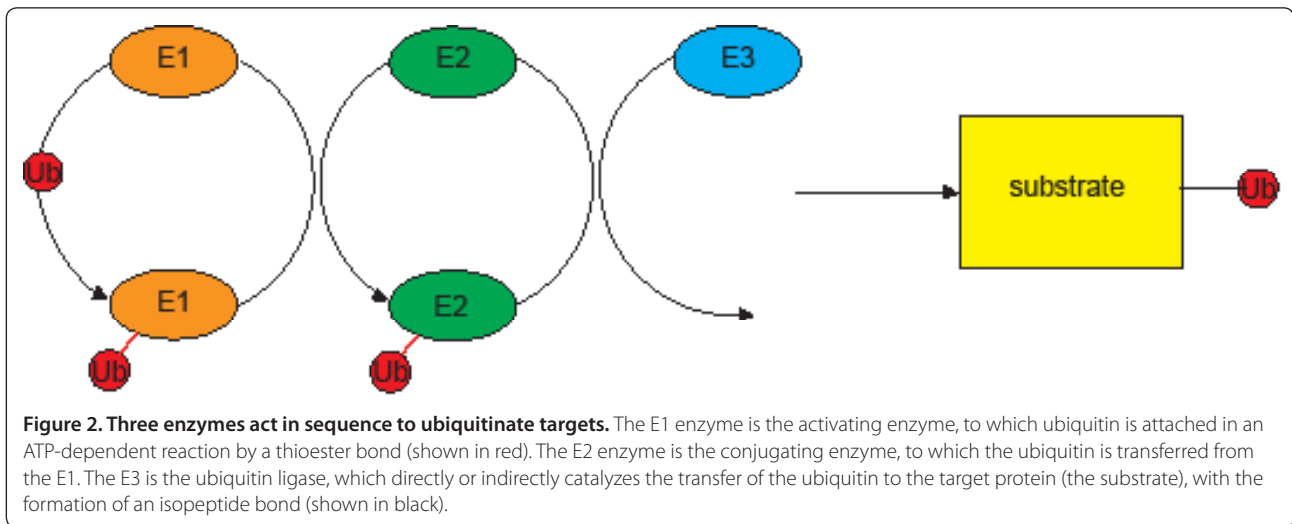 E1 E2 E3
Ub substrate Ub
E1 E2
Ub Ub
Figure 2. Three enzymes act in sequence to ubiquitinate targets. The E1 enzyme is the activating enzyme, to which ubiquitin is attached in an
ATP-dependent reaction by a thioester bond (shown in red). The E2 enzyme is the conjugating enzyme, to which the ubiquitin is transferred from
the E1. The E3 is the ubiquitin ligase, which directly or indirectly catalyzes the transfer of the ubiquitin to the target protein (the substrate), with the
formation of an isopeptide bond (shown in black).